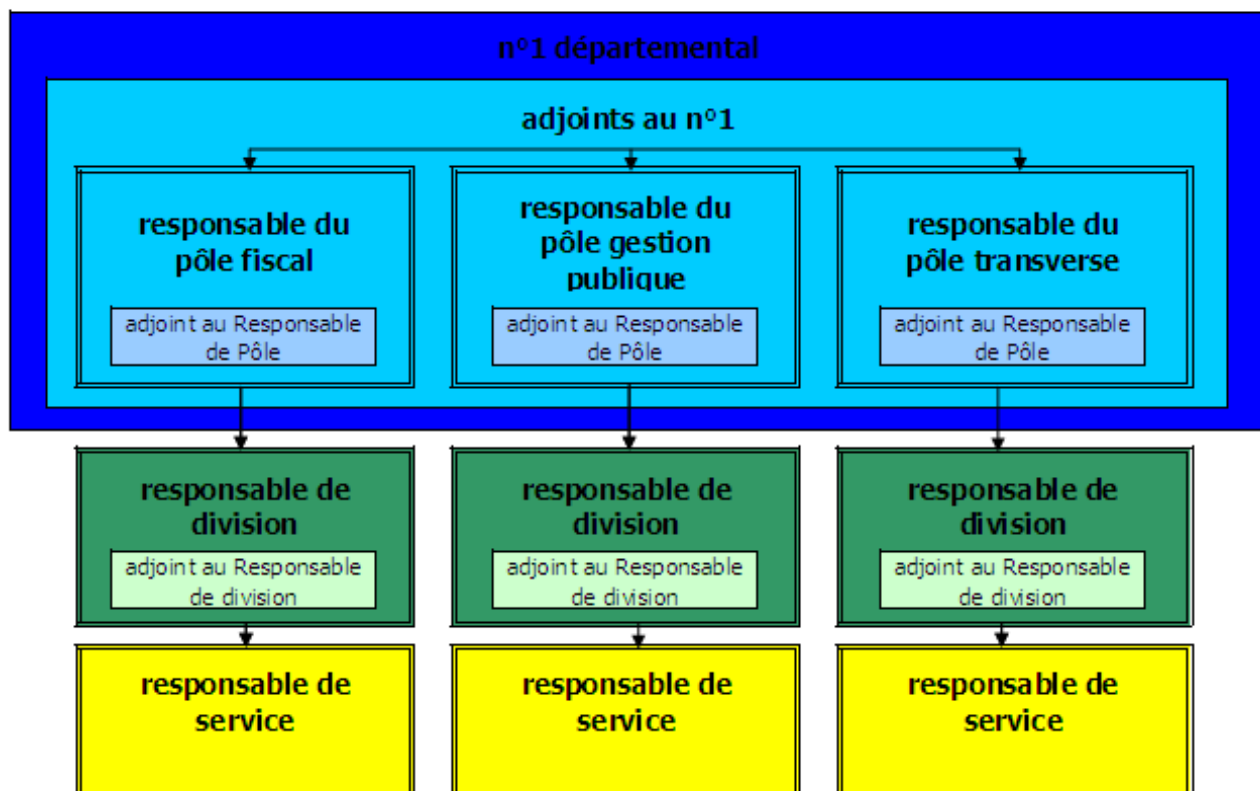 n°1 départemental
adjoints au n°1
responsable du
pôle fiscal
adjoint au Responsable
de Pôle
responsable du
pôle gestion
publique
adjoint au Responsable
de Pôle
responsable du
pôle transverse
adjoint au Responsable
de Pôle
responsable de
division
adjoint au Responsable
de division
responsable de
division
adjoint au Responsable
de division
responsable de
division
adjoint au Responsable
de division
responsable de
service
responsable de
service
responsable de
service